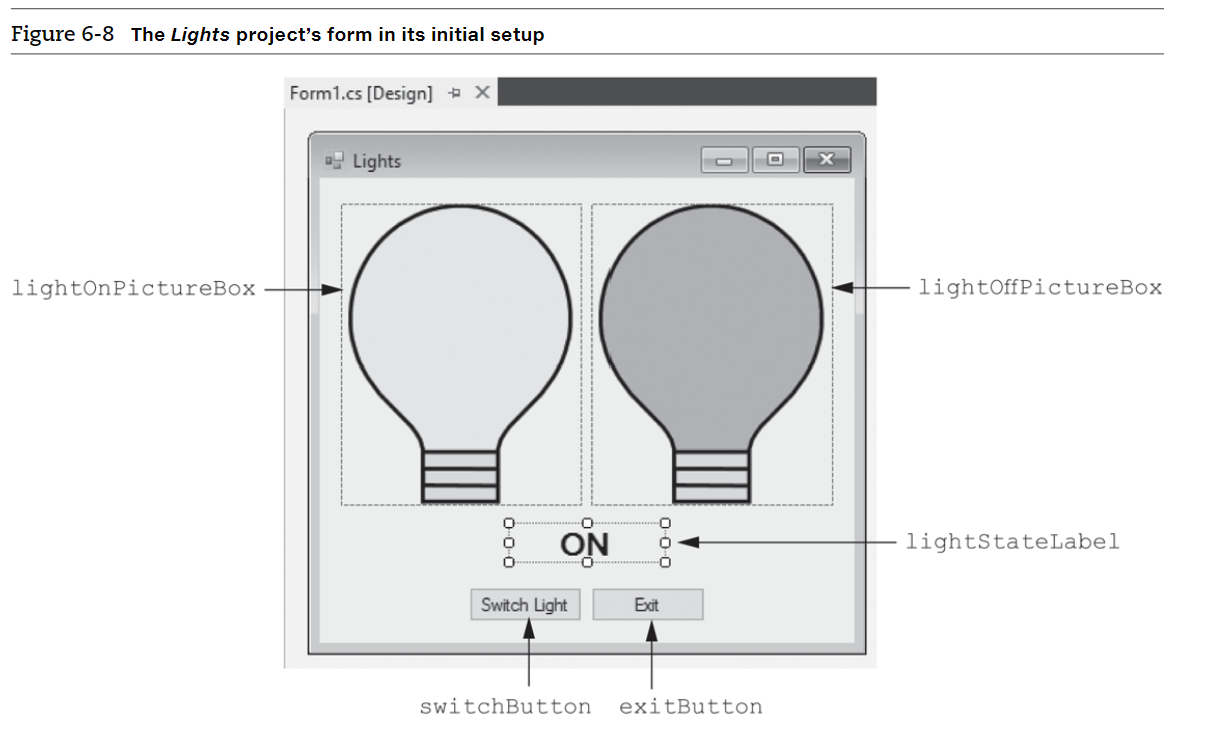 Figure 6-8 The Lights project's form in its initial setup
Form1.cs [Design]
Lights
lightOnPictureBox
lightOffPictureBox
ON
lightStateLabel
Switch Light
Exit
switchButton
exitButton